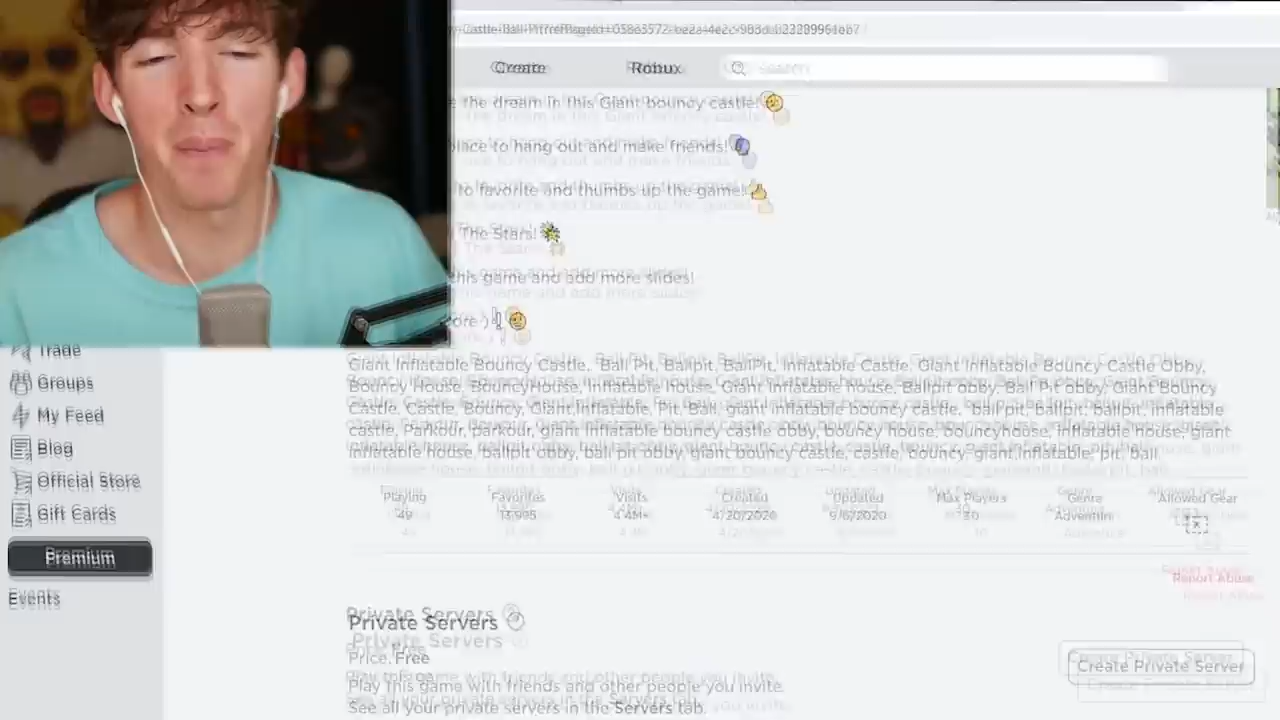 Create
Robux
Search
the dream in this Giant bouncy castle!
place to hang out and make friends!
to favorite and thumbs up the game!
The Stars!
this game and add more slides!
Trade
Groups
My Feed
Blog
Official Store
Gift Cards
Premium
Events
Giant Inflatable Bouncy Castle, Ball Pit, Ballpit, BallPit, Inflatable Castle, Giant Inflatable Bouncy Castle Obby,
Bouncy House, BouncyHouse, Inflatable house, Giant Inflatable house, Ballpit obby, Ball Pit obby, Giant Bouncy
Castle, Castle, Bouncy, Giant,Inflatable, Pit, Ball, giant inflatable bouncy castle, ball pit, ballpit, ballpit, inflatable
castle, Parkour, parkour, giant inflatable bouncy castle obby, bouncy house, bouncyhouse, inflatable house, giant
inflatable house, ballpit obby, ball pit obby, giant bouncy castle, castle, bouncy, giant,inflatable, pit, ball
Playing Favorites Visits Created Updated Max Players Genre Allowed Gear
4.4M+ 4/20/2020 Adventure
Report Abuse
Private Servers
Price: Free
Create Private Server
Play this game with friends and other people you invite.
See all your private servers in the Servers tab.